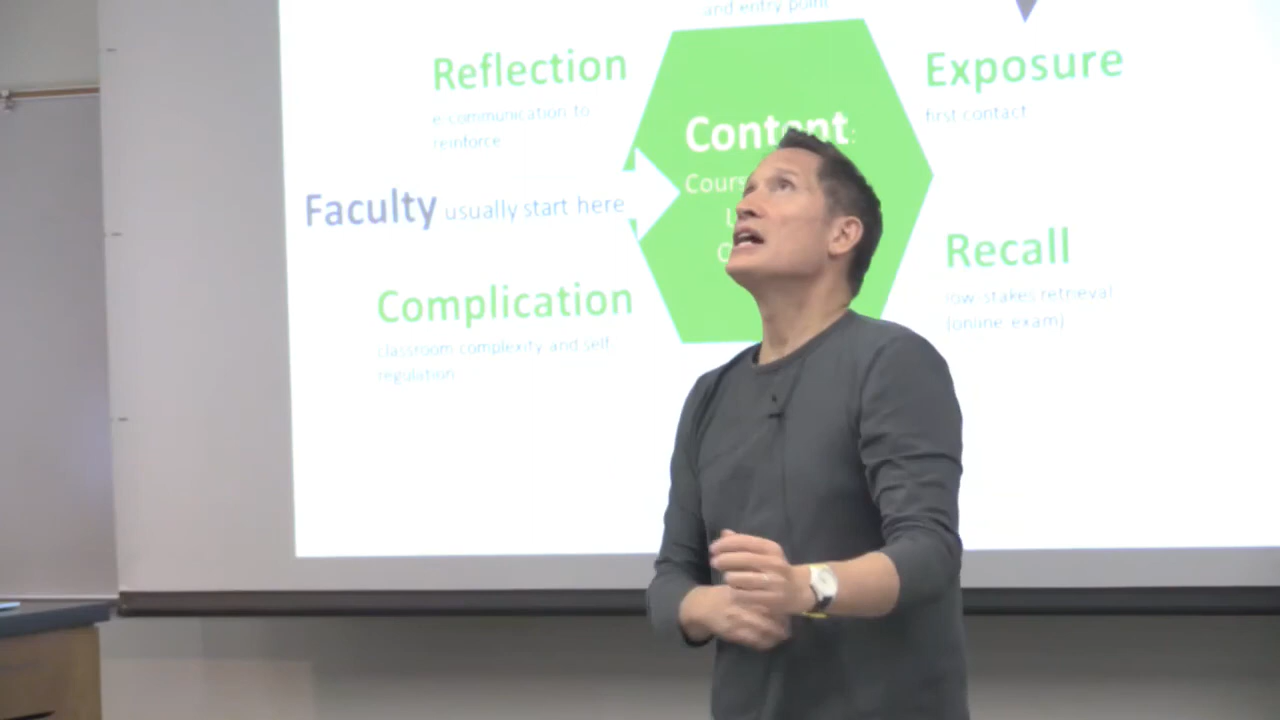 and entry point
Reflection
e-communication to
reinforce
Faculty usually start here
Complication
classroom complexity and self
regulation
Content:
Exposure
first contact
Recall
low stakes retrieval
(online exam)